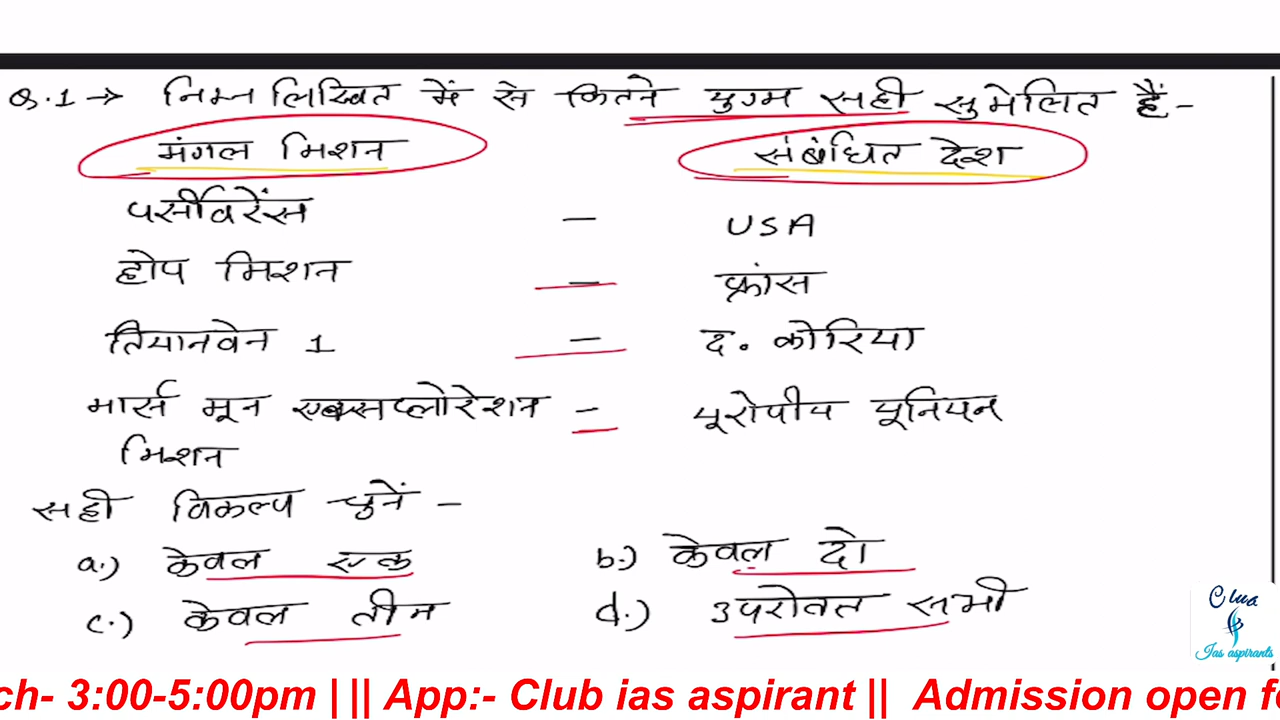 Q.1 → निम्नलिखित में से कितने युग्म सही सुमेलित हैं -
मंगल मिशन संबंधित देश
पर्सीवरेंस - USA
होप मिशन - फ्रांस
तियानवेन 1 - द. कोरिया
मार्स मून एक्सप्लोरेशन - यूरोपीय यूनियन
मिशन
सही विकल्प चुनें -
a.) केवल एक b.) केवल दो
c.) केवल तीन d.) उपरोक्त सभी
Clua
Ias aspirants
ch- 3:00-5:00pm | || App:- Club ias aspirant || Admission open fo